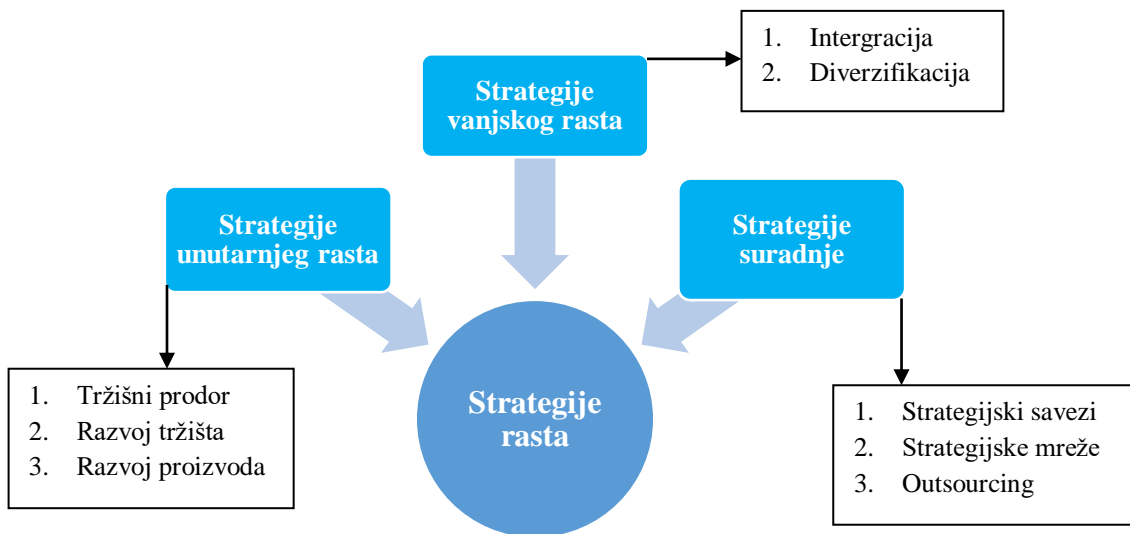 Strategije
vanjskog rasta
1. Intergracija
2. Diverzifikacija
Strategije
unutarnjeg rasta
Strategije
suradnje
1. Tržišni prodor
2. Razvoj tržišta
3. Razvoj proizvoda
Strategije
rasta
1. Strategijski savezi
2. Strategijske mreže
3. Outsourcing